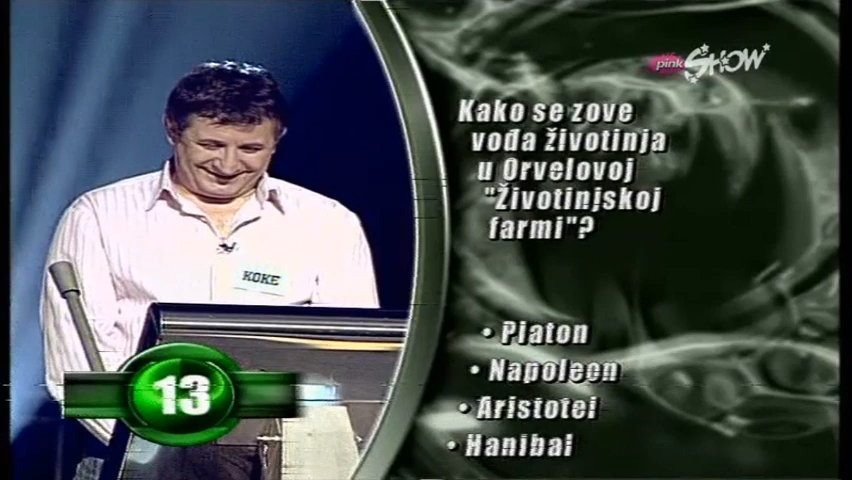 pink SHOW
Kako se zove
vođa životinja
u Orvelovoj
"Životinjskoj
farmi"?
KOKE
• Platon
• Napoleon
13
• Aristotel
• Hanibal